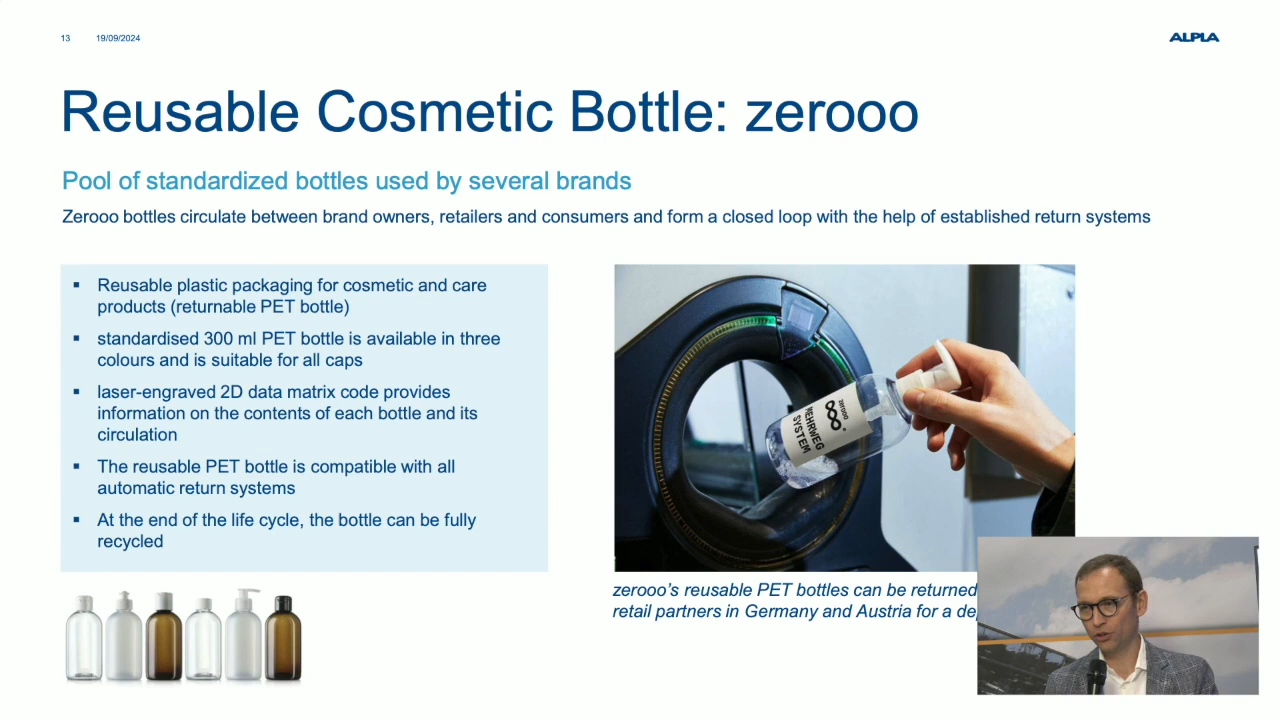 13 19/09/2024
ALPLA
Reusable Cosmetic Bottle: zerooo
Pool of standardized bottles used by several brands
Zerooo bottles circulate between brand owners, retailers and consumers and form a closed loop with the help of established return systems
▪ Reusable plastic packaging for cosmetic and care
products (returnable PET bottle)
▪ standardised 300 ml PET bottle is available in three
colours and is suitable for all caps
▪ laser-engraved 2D data matrix code provides
information on the contents of each bottle and its
circulation
▪ The reusable PET bottle is compatible with all
automatic return systems
▪ At the end of the life cycle, the bottle can be fully
recycled
zerooo
MEHRWEG
SYSTEM
zerooo's reusable PET bottles can be returned
retail partners in Germany and Austria for a